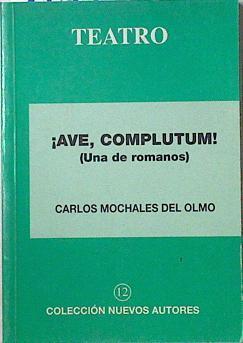 TEATRO
¡AVE, COMPLUTUM!
(Una de romanos)
CARLOS MOCHALES DEL OLMO
12
COLECCIÓN NUEVOS AUTORES